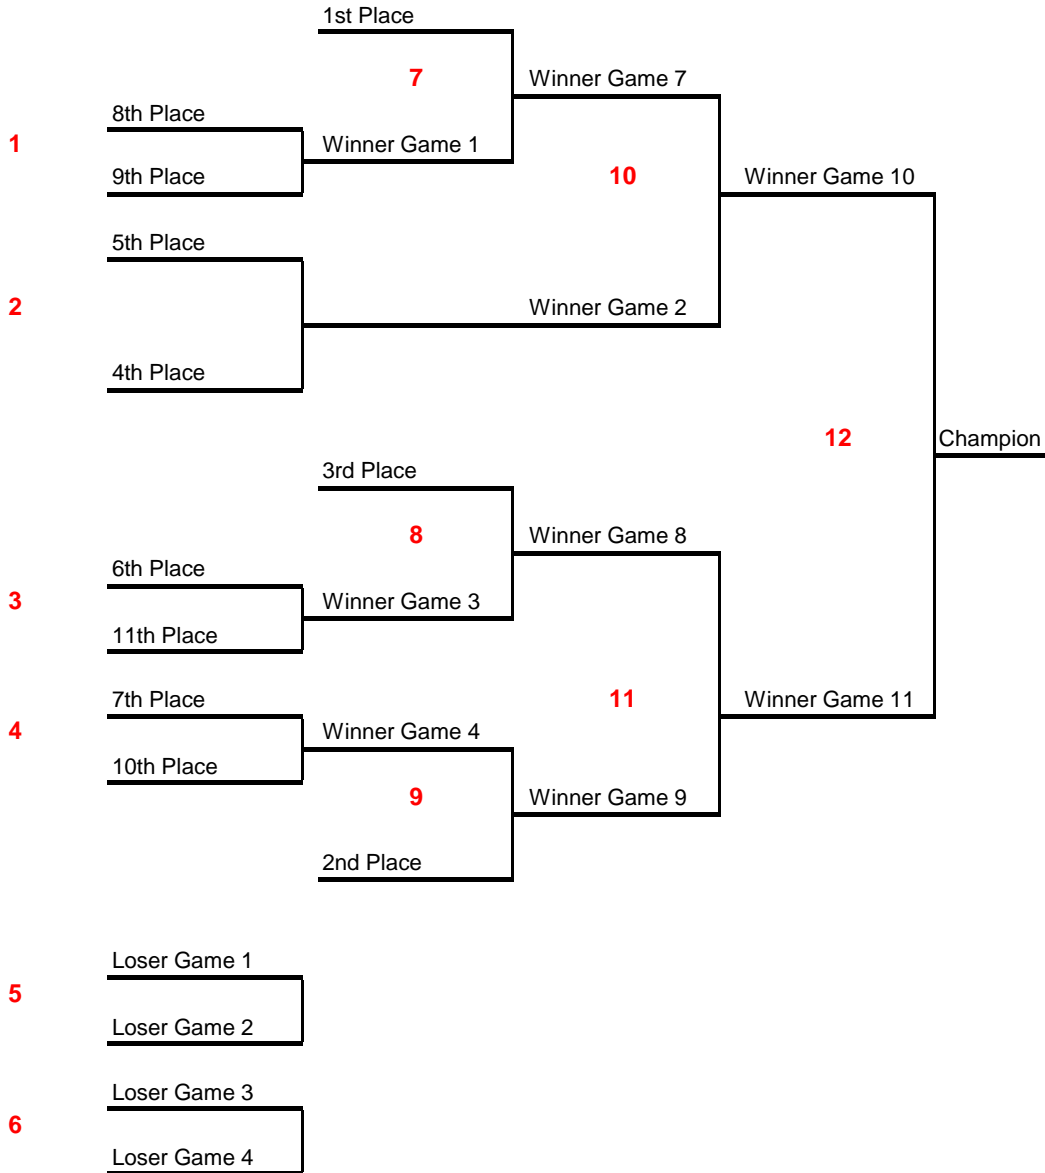 1st Place
7
Winner Game 7
8th Place
1
Winner Game 1
9th Place
10
Winner Game 10
5th Place
2
Winner Game 2
4th Place
12
Champion
3rd Place
8
Winner Game 8
6th Place
3
Winner Game 3
11th Place
7th Place
11
Winner Game 11
4
Winner Game 4
10th Place
9
Winner Game 9
2nd Place
Loser Game 1
5
Loser Game 2
Loser Game 3
6
Loser Game 4